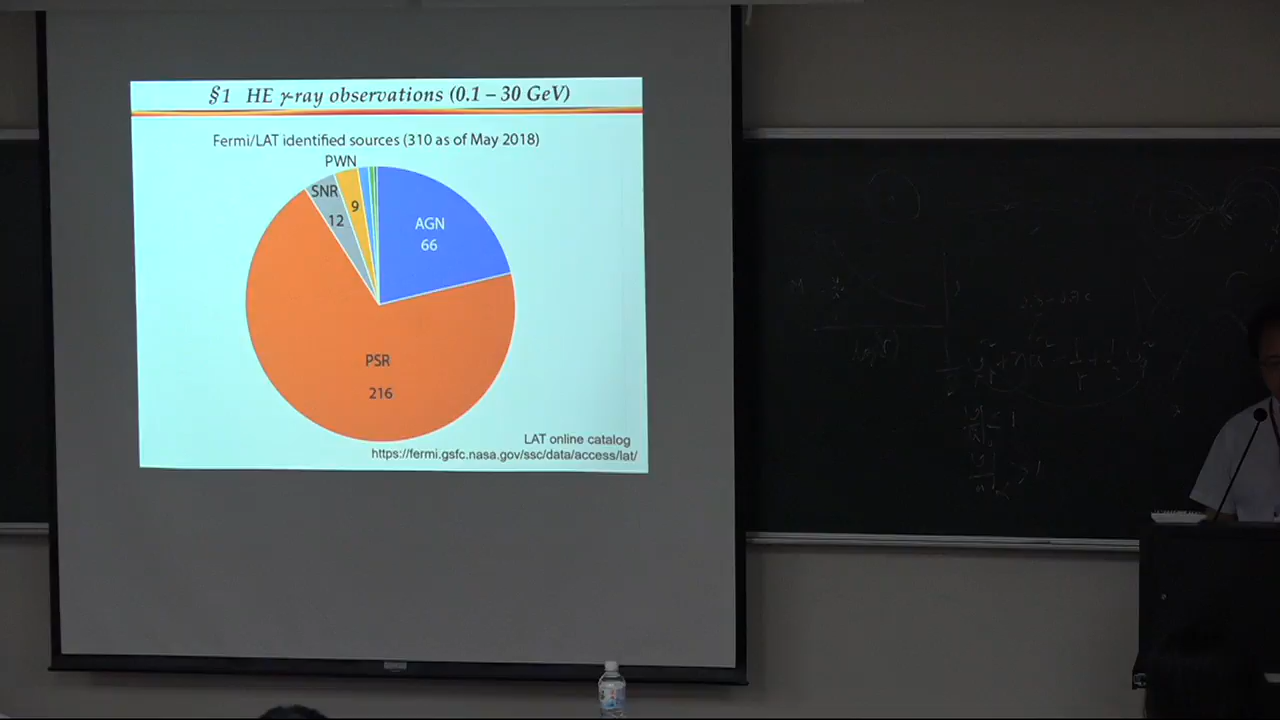 §1 HE γ-ray observations (0.1 – 30 GeV)
Fermi/LAT identified sources (310 as of May 2018)
PWN
SNR
9
12
AGN
66
PSR
216
LAT online catalog
https://fermi.gsfc.nasa.gov/ssc/data/access/lat/